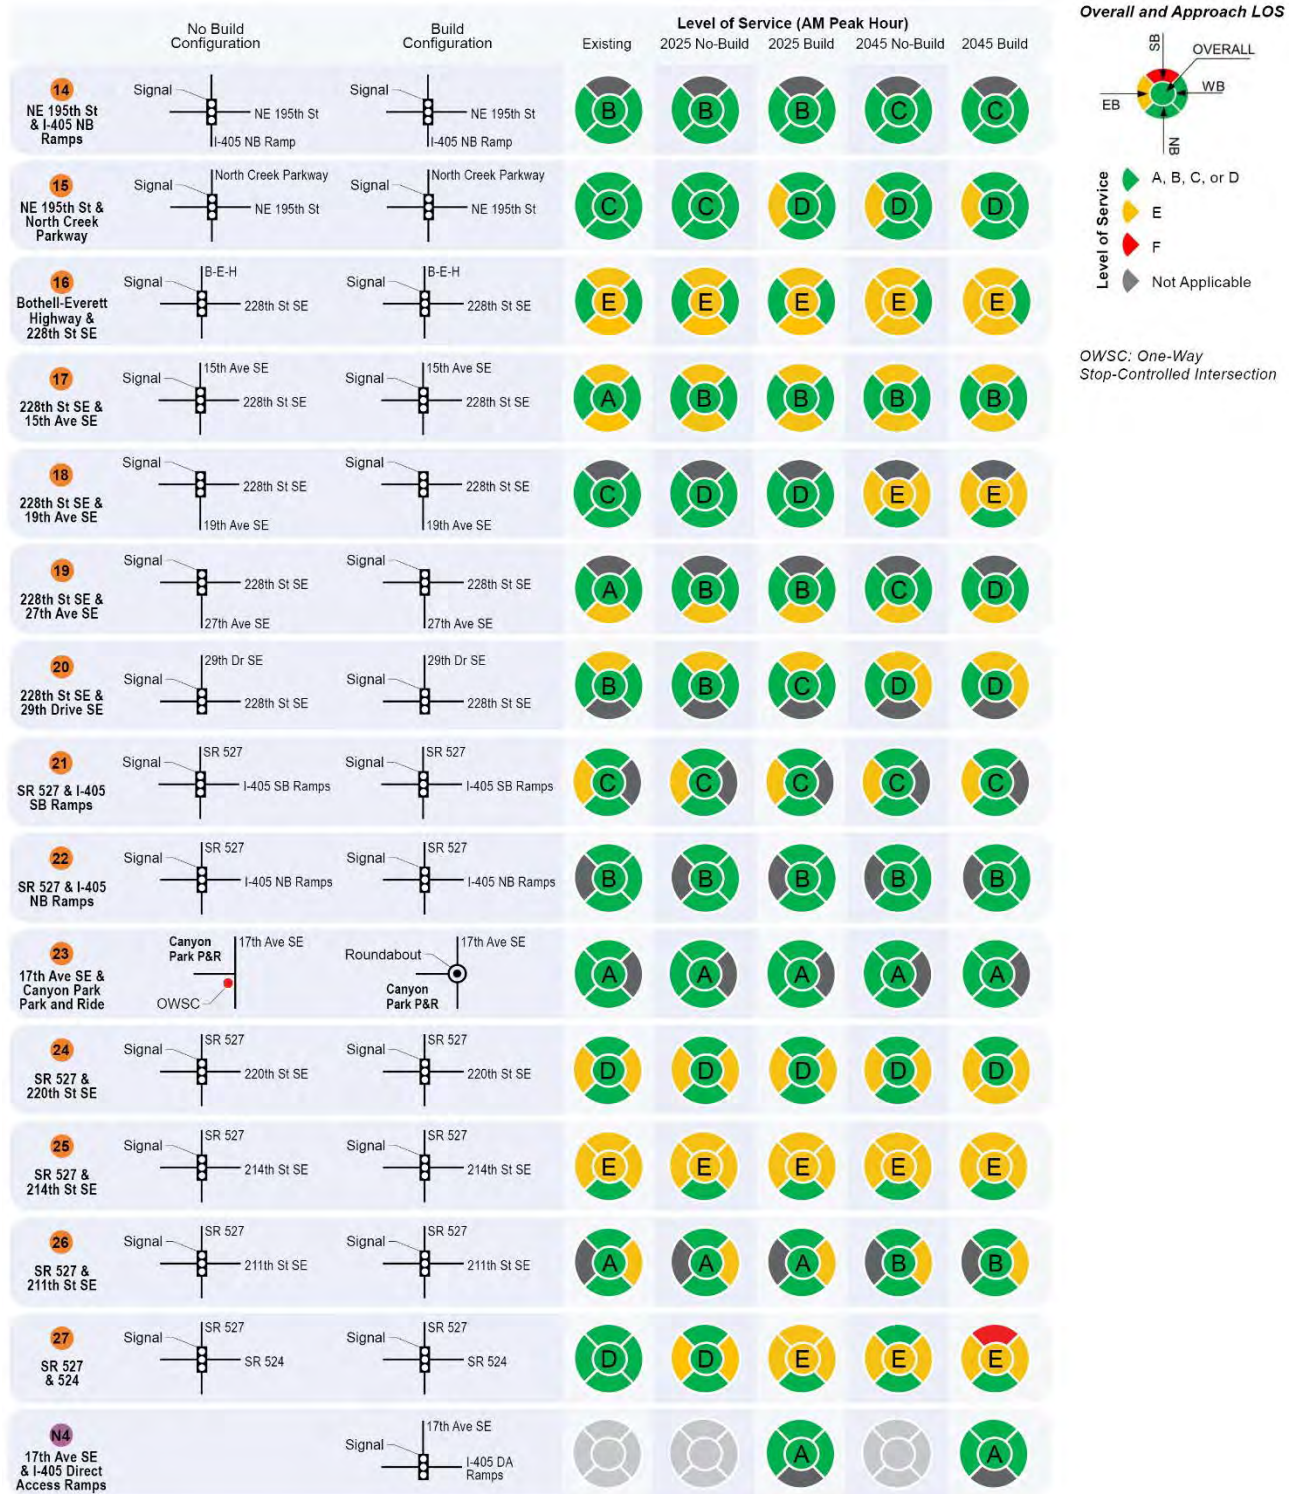 No Build
Configuration
Build
Configuration
Level of Service (AM Peak Hour)
Existing
2025 No-Build
2025 Build
2045 No-Build
2045 Build
Overall and Approach LOS
SB
OVERALL
EB
WB
NB
Level of Service
A, B, C, or D
E
F
Not Applicable
OWSC: One-Way
Stop-Controlled Intersection
14
NE 195th St
& I-405 NB
Ramps
Signal
NE 195th St
I-405 NB Ramp
Signal
NE 195th St
I-405 NB Ramp
B
B
B
C
C
15
NE 195th St &
North Creek
Parkway
Signal
North Creek Parkway
NE 195th St
Signal
North Creek Parkway
NE 195th St
C
C
D
D
D
16
Bothell-Everett
Highway &
228th St SE
Signal
B-E-H
228th St SE
Signal
B-E-H
228th St SE
E
E
E
E
E
17
228th St SE &
15th Ave SE
Signal
15th Ave SE
228th St SE
Signal
15th Ave SE
228th St SE
A
B
B
B
B
18
228th St SE &
19th Ave SE
Signal
228th St SE
19th Ave SE
Signal
228th St SE
19th Ave SE
C
D
D
E
E
19
228th St SE &
27th Ave SE
Signal
228th St SE
27th Ave SE
Signal
228th St SE
27th Ave SE
A
B
B
C
D
20
228th St SE &
29th Drive SE
29th Dr SE
Signal
228th St SE
29th Dr SE
Signal
228th St SE
B
B
C
D
D
21
SR 527 & I-405
SB Ramps
SR 527
Signal
I-405 SB Ramps
SR 527
Signal
I-405 SB Ramps
C
C
C
C
C
22
SR 527 & I-405
NB Ramps
SR 527
Signal
I-405 NB Ramps
SR 527
Signal
I-405 NB Ramps
B
B
B
B
B
23
17th Ave SE &
Canyon Park
Park and Ride
Canyon
Park P&R
17th Ave SE
OWSC
17th Ave SE
Roundabout
Canyon
Park P&R
A
A
A
A
A
24
SR 527 &
220th St SE
SR 527
Signal
220th St SE
SR 527
Signal
220th St SE
D
D
D
D
D
25
SR 527 &
214th St SE
SR 527
Signal
214th St SE
SR 527
Signal
214th St SE
E
E
E
E
E
26
SR 527 &
211th St SE
SR 527
Signal
211th St SE
SR 527
Signal
211th St SE
A
A
A
B
B
27
SR 527
& 524
SR 527
Signal
SR 524
SR 527
Signal
SR 524
D
D
E
E
E
N4
17th Ave SE
& I-405 Direct
Access Ramps
17th Ave SE
Signal
I-405 DA
Ramps
A
A